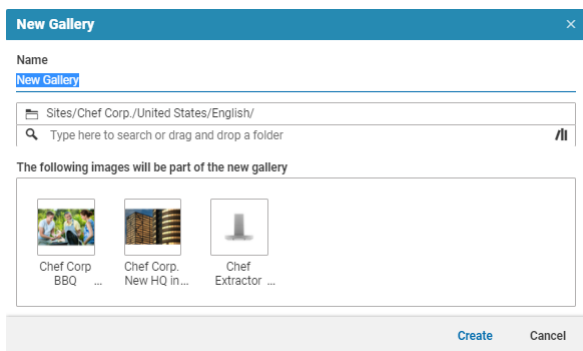 New Gallery
Name
New Gallery
Sites/Chef Corp./United States/English/
Type here to search or drag and drop a folder
The following images will be part of the new gallery
Chef Corp BBQ ...
Chef Corp. New HQ in...
Chef Extractor ...
Create Cancel